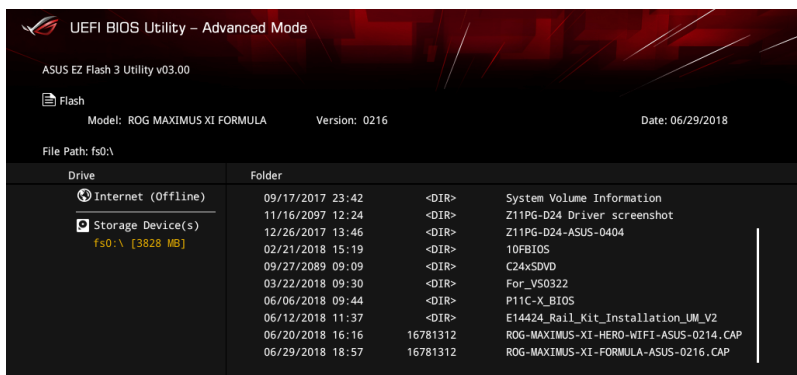 UEFI BIOS Utility – Advanced Mode
ASUS EZ Flash 3 Utility v03.00
Flash
Model: ROG MAXIMUS XI FORMULA Version: 0216 Date: 06/29/2018
File Path: fs0:\
Drive Folder
Internet (Offline) 09/17/2017 23:42 <DIR> System Volume Information
11/16/2097 12:24 <DIR> Z11PG-D24 Driver screenshot
Storage Device(s) 12/26/2017 13:46 <DIR> Z11PG-D24-ASUS-0404
fs0:\ [3828 MB] 02/21/2018 15:19 <DIR> 10FBIOS
09/27/2089 09:09 <DIR> C24xSDVD
03/22/2018 09:30 <DIR> For_VS0322
06/06/2018 09:44 <DIR> P11C-X_BIOS
06/12/2018 11:37 <DIR> E14424_Rail_Kit_Installation_UM_V2
06/20/2018 16:16 16781312 ROG-MAXIMUS-XI-HERO-WIFI-ASUS-0214.CAP
06/29/2018 18:57 16781312 ROG-MAXIMUS-XI-FORMULA-ASUS-0216.CAP